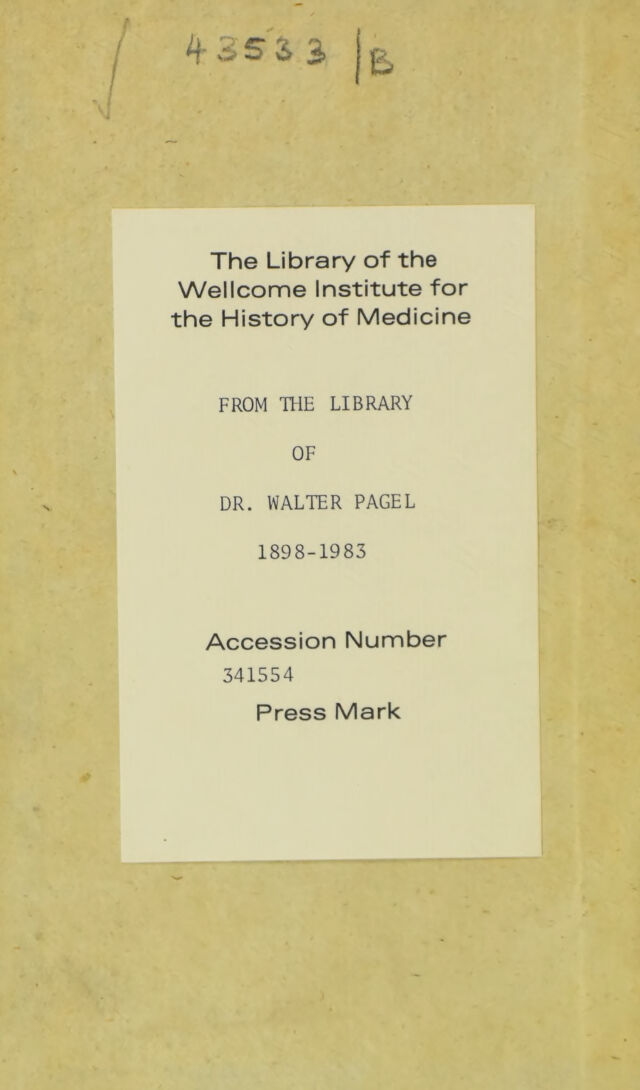 43533/B
The Library of the
Wellcome Institute for
the History of Medicine
FROM THE LIBRARY
OF
DR. WALTER PAGEL
1898-1983
Accession Number
341554
Press Mark